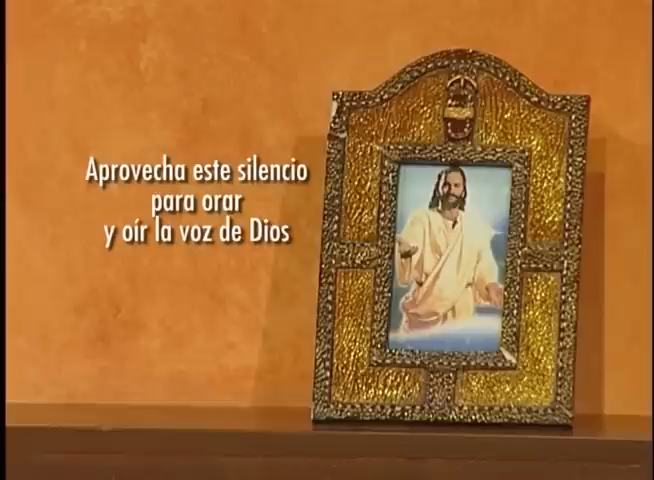 Aprovecha este silencio
para orar
y oír la voz de Dios